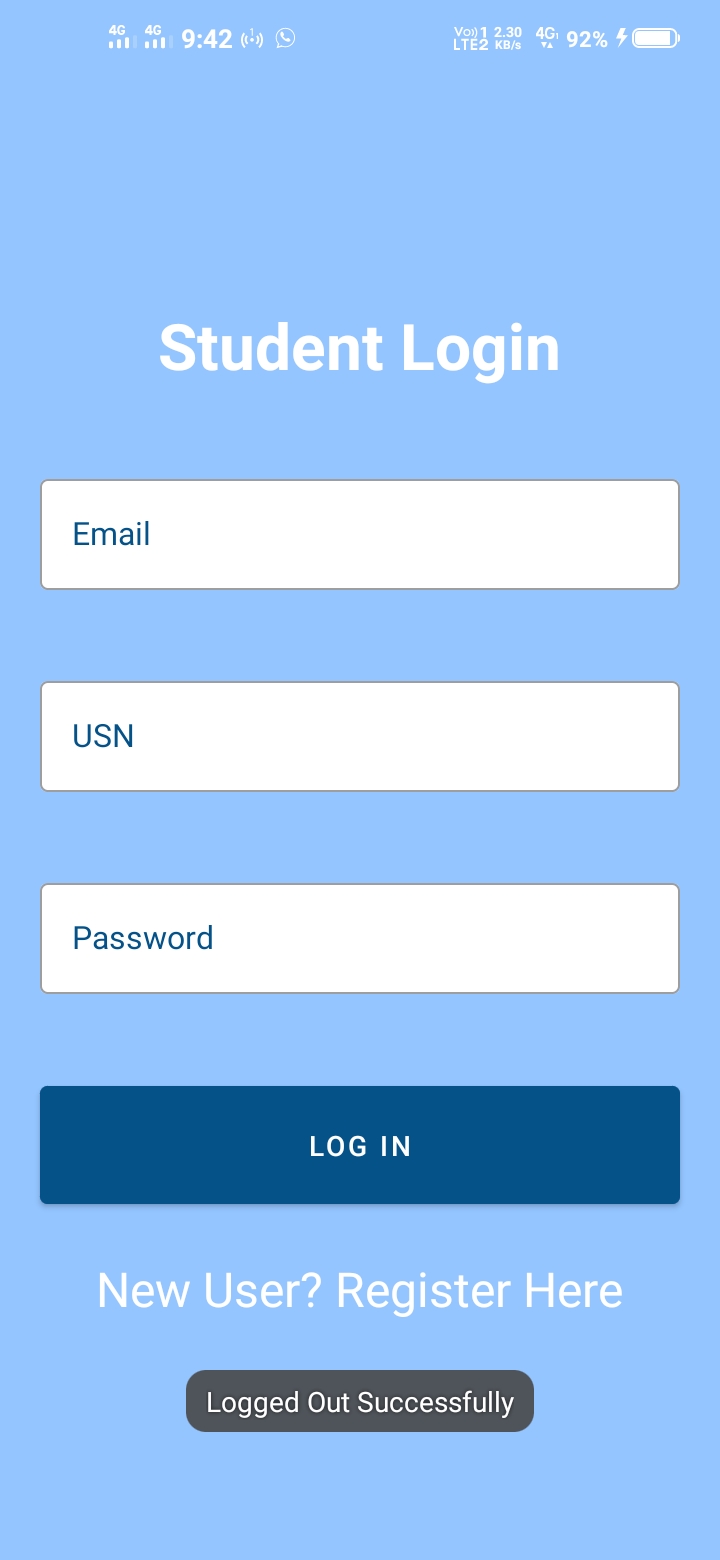 4G 4G 9:42 Vo)) 1 LTE2 2.30 KB/s 4G 92%
Student Login
Email
USN
Password
LOG IN
New User? Register Here
Logged Out Successfully